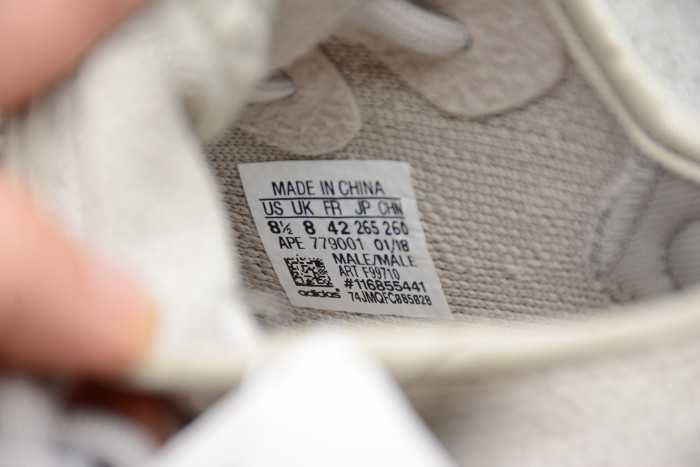 MADE IN CHINA
US UK FR JP CHN
8½ 8 42 265 260
APE 779001 01/18
MALE/MALE
ART F99710
#116855441
adidas 74JMQFC085828